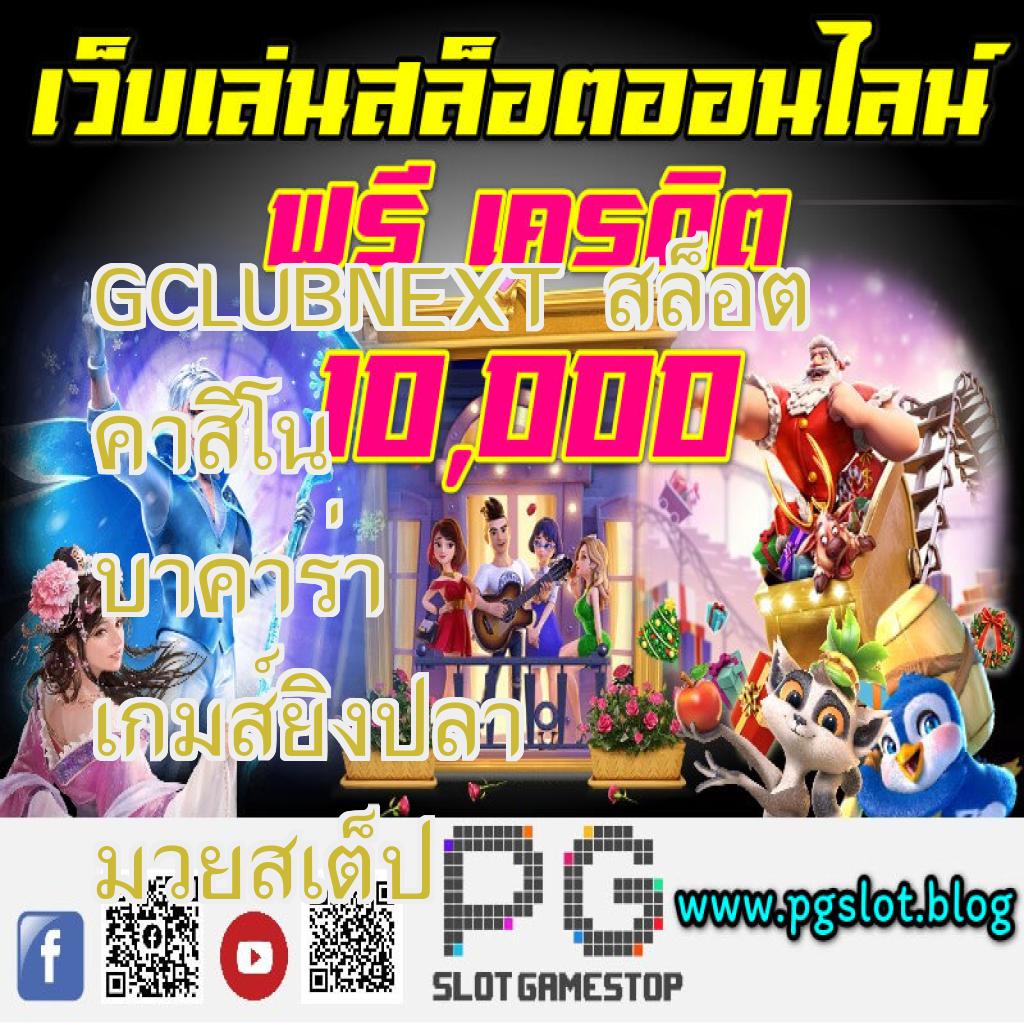 เว็บเล่นสล็อตออนไลน์
ฟรี เครดิต
GCLUBNEXT สล็อต
10,000
คาสิโน
บาคาร่า
เกมส์ยิงปลา
มวยสเต็ป
PG
www.pgslot.blog
SLOT GAMESTOP